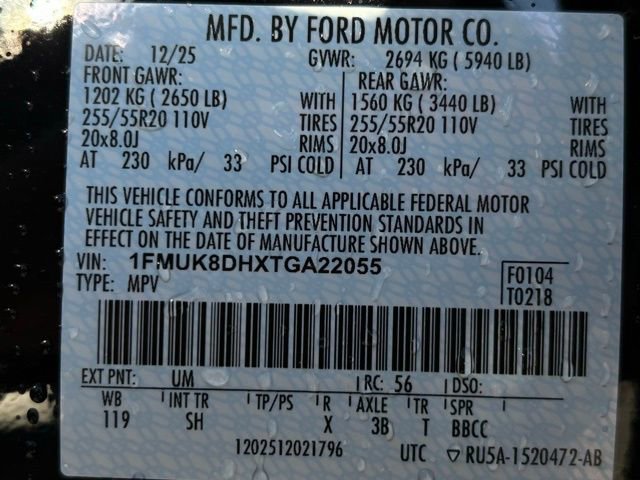 MFD. BY FORD MOTOR CO.
DATE: 12/25 GVWR: 2694 KG ( 5940 LB)
FRONT GAWR: REAR GAWR:
1202 KG ( 2650 LB) WITH 1560 KG ( 3440 LB) WITH
255/55R20 110V TIRES 255/55R20 110V TIRES
20x8.0J RIMS 20x8.0J RIMS
AT 230 kPa/ 33 PSI COLD AT 230 kPa/ 33 PSI COLD
THIS VEHICLE CONFORMS TO ALL APPLICABLE FEDERAL MOTOR
VEHICLE SAFETY AND THEFT PREVENTION STANDARDS IN
EFFECT ON THE DATE OF MANUFACTURE SHOWN ABOVE.
VIN: 1FMUK8DHXTGA22055
TYPE: MPV
F0104
T0218
EXT PNT: UM RC: 56 DSO:
WB INT TR TP/PS R AXLE TR SPR
119 SH X 3B T BBCC
1202512021796 UTC ▽ RU5A-1520472-AB